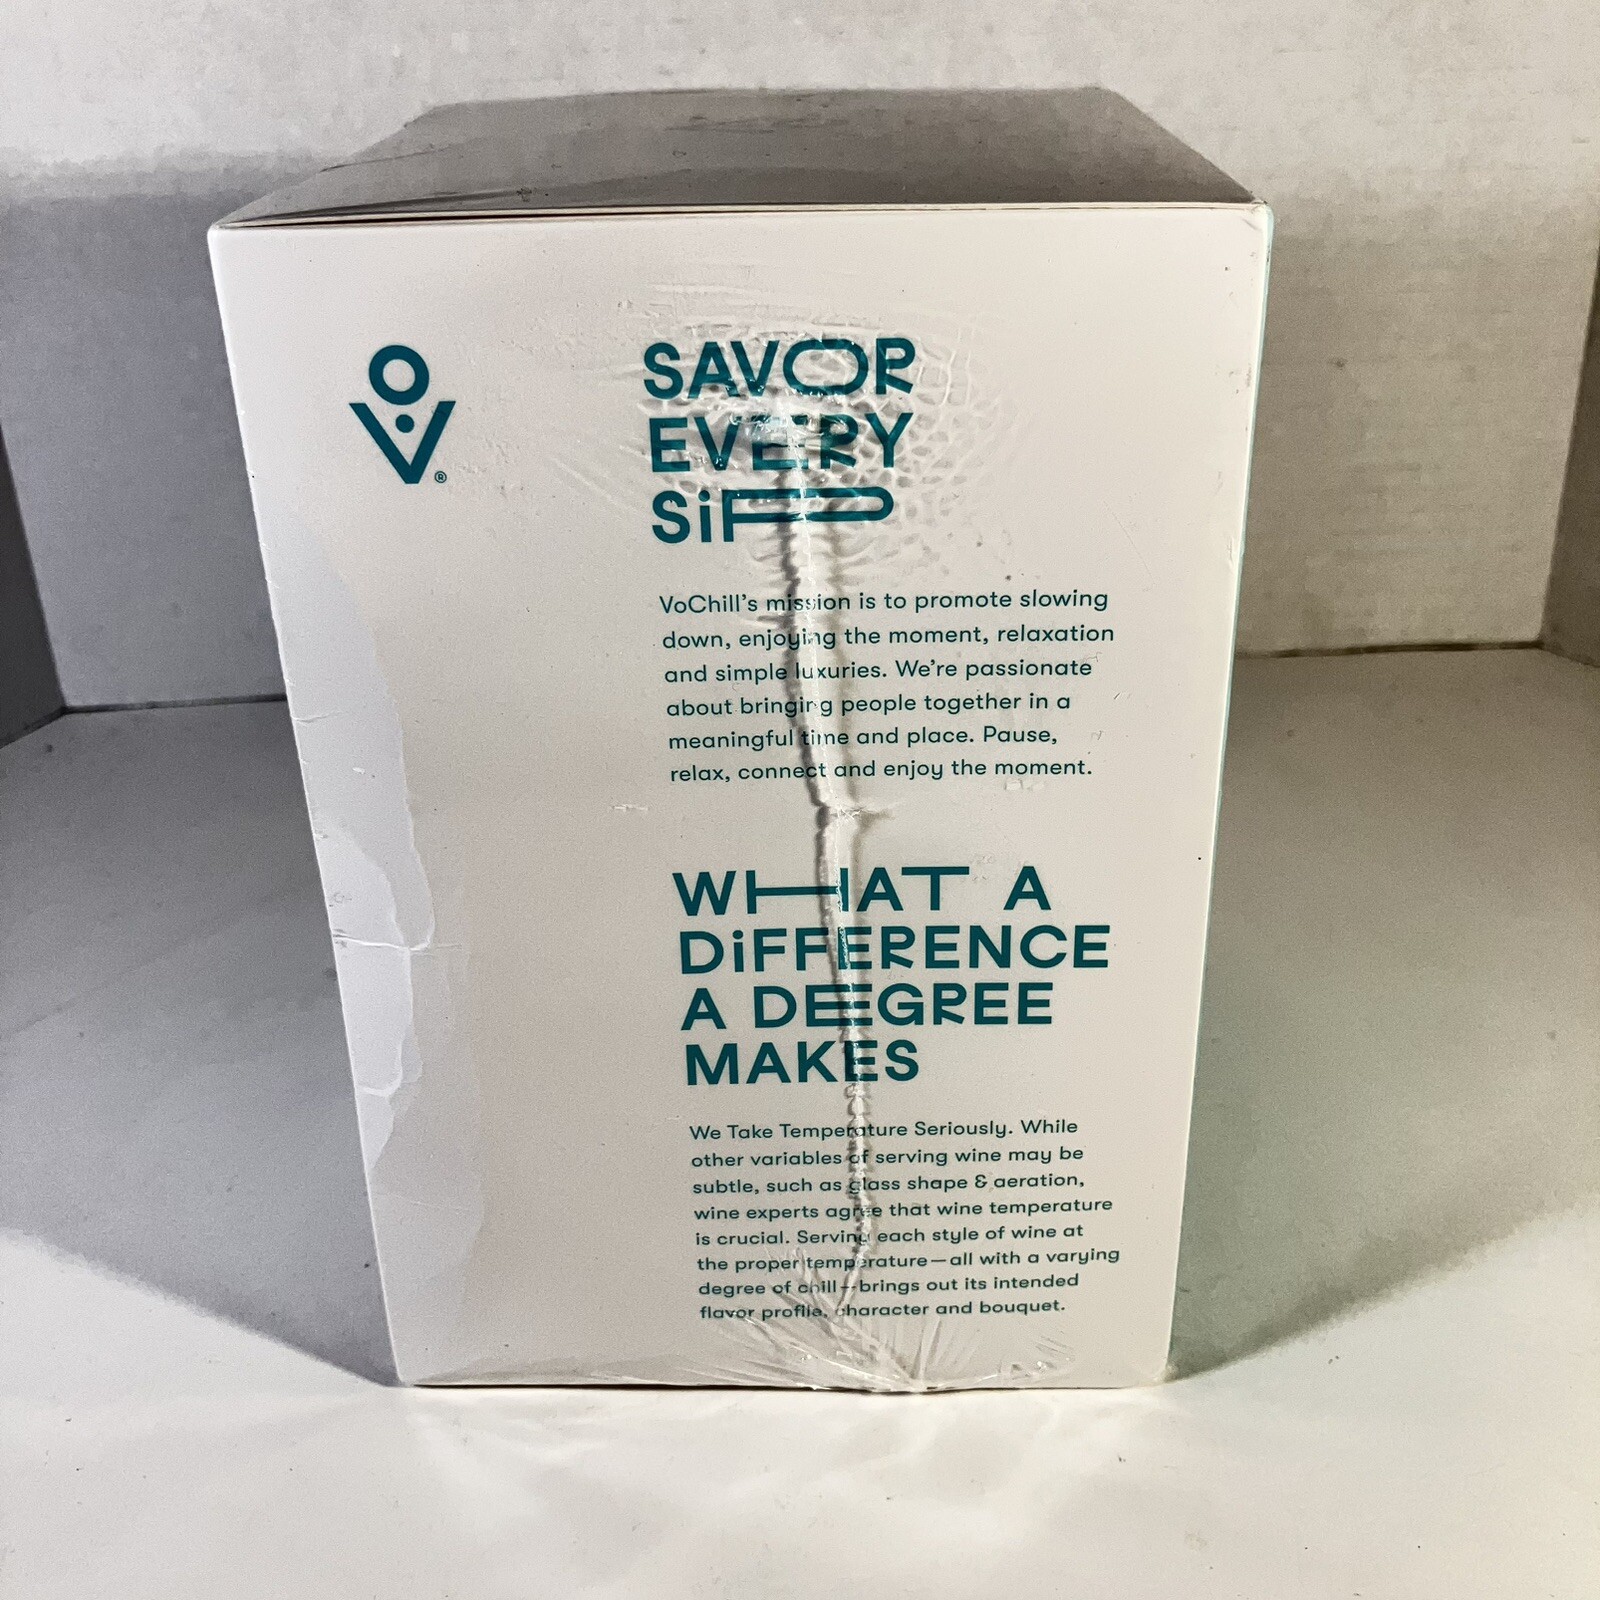 SAVOR
EVERY
SiP
VoChill's mission is to promote slowing
down, enjoying the moment, relaxation
and simple luxuries. We're passionate
about bringing people together in a
meaningful time and place. Pause,
relax, connect and enjoy the moment.
WHAT A
DiFFERENCE
A DEGREE
MAKES
We Take Temperature Seriously. While
other variables of serving wine may be
subtle, such as glass shape & aeration,
wine experts agree that wine temperature
is crucial. Serving each style of wine at
the proper temperature—all with a varying
degree of chill—brings out its intended
flavor proflie, character and bouquet.